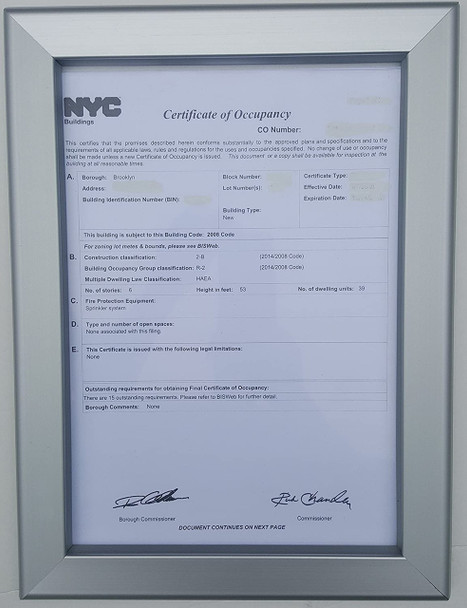 NYC
Buildings
Certificate of Occupancy
CO Number:
This certifies that the premises described herein conforms substantially to the approved plans and specifications and to the
requirements of all applicable laws, rules and regulations for the uses and occupancies specified. No change of use or occupancy
shall be made unless a new Certificate of Occupancy is issued. This document or a copy shall be available for inspection at the
building at all reasonable times.
A. Borough: Brooklyn Block Number: Certificate Type:
Address: Lot Number(s): Effective Date:
Building Identification Number (BIN): Expiration Date:
Building Type:
New
This building is subject to this Building Code: 2008 Code
For zoning lot metes & bounds, please see BISWeb.
B. Construction classification: 2-B (2014/2008 Code)
Building Occupancy Group classification: R-2 (2014/2008 Code)
Multiple Dwelling Law Classification: HAEA
No. of stories: 6 Height in feet: 53 No. of dwelling units: 39
C. Fire Protection Equipment:
Sprinkler system
D. Type and number of open spaces:
None associated with this filing.
E. This Certificate is issued with the following legal limitations:
None
Outstanding requirements for obtaining Final Certificate of Occupancy:
There are 15 outstanding requirements. Please refer to BISWeb for further detail.
Borough Comments: None
Borough Commissioner Commissioner
DOCUMENT CONTINUES ON NEXT PAGE